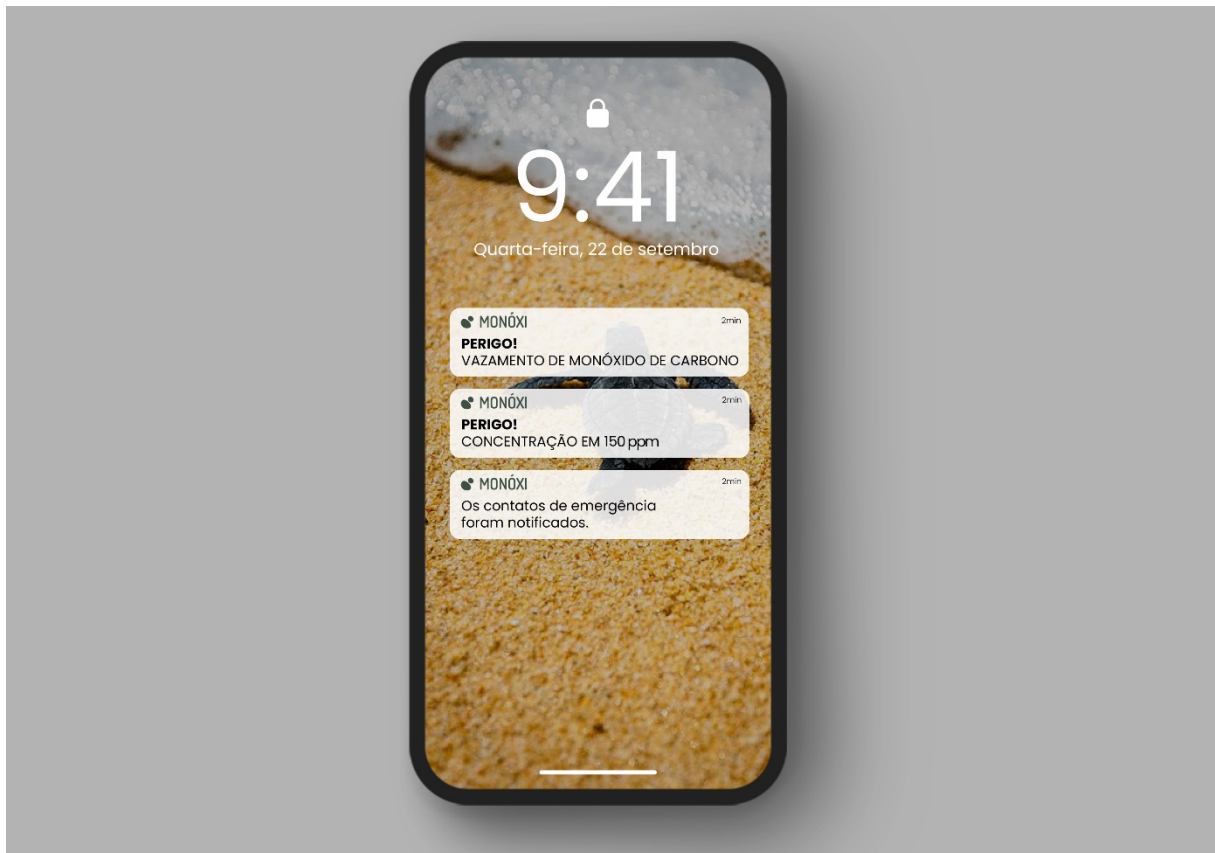 9:41
Quarta-feira, 22 de setembro
MONÓXI 2min
PERIGO!
VAZAMENTO DE MONÓXIDO DE CARBONO
MONÓXI 2min
PERIGO!
CONCENTRAÇÃO EM 150 ppm
MONÓXI 2min
Os contatos de emergência
foram notificados.